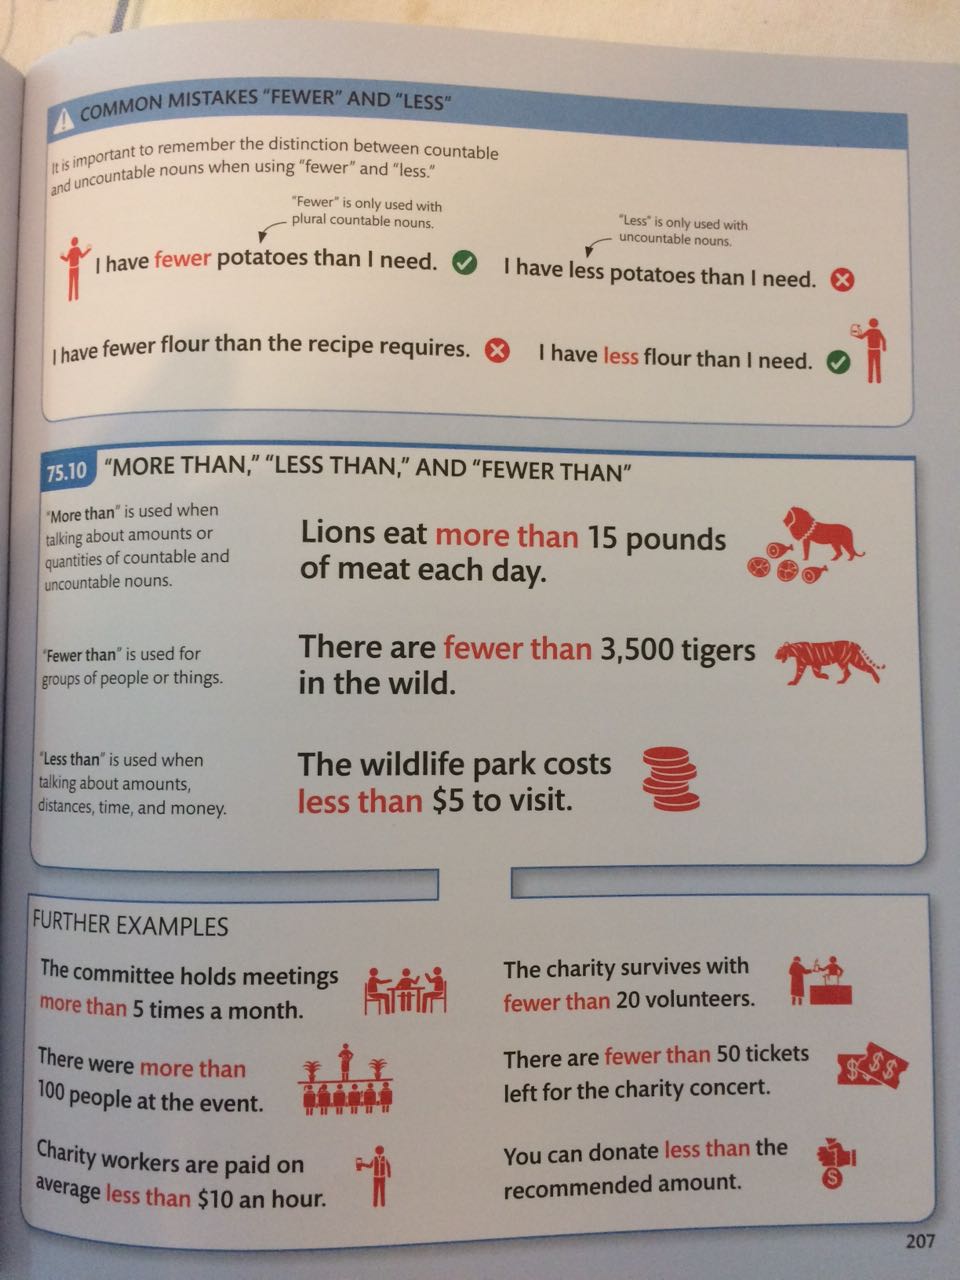 COMMON MISTAKES "FEWER" AND "LESS"
It is important to remember the distinction between countable
and uncountable nouns when using "fewer" and "less."
"Fewer" is only used with
plural countable nouns.
"Less" is only used with
uncountable nouns.
I have fewer potatoes than I need.
I have less potatoes than I need.
I have fewer flour than the recipe requires.
I have less flour than I need.
75.10 "MORE THAN," "LESS THAN," AND "FEWER THAN"
"More than" is used when
talking about amounts or
quantities of countable and
uncountable nouns.
Lions eat more than 15 pounds
of meat each day.
"Fewer than" is used for
groups of people or things.
There are fewer than 3,500 tigers
in the wild.
"Less than" is used when
talking about amounts,
distances, time, and money.
The wildlife park costs
less than $5 to visit.
FURTHER EXAMPLES
The committee holds meetings
more than 5 times a month.
The charity survives with
fewer than 20 volunteers.
There were more than
100 people at the event.
There are fewer than 50 tickets
left for the charity concert.
Charity workers are paid on
average less than $10 an hour.
You can donate less than the
recommended amount.
207